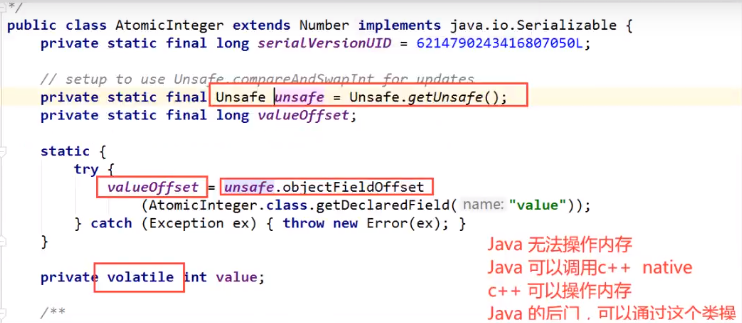 */
public class AtomicInteger extends Number implements java.io.Serializable {
private static final long serialVersionUID = 6214790243416807050L;
// setup to use Unsafe.compareAndSwapInt for updates
private static final Unsafe unsafe = Unsafe.getUnsafe();
private static final long valueOffset;
static {
try {
valueOffset = unsafe.objectFieldOffset
(AtomicInteger.class.getDeclaredField( name: "value"));
} catch (Exception ex) { throw new Error(ex); }
}
Java 无法操作内存
Java 可以调用c++ native
private volatile int value;
c++ 可以操作内存
Java 的后门，可以通过这个类操
/**